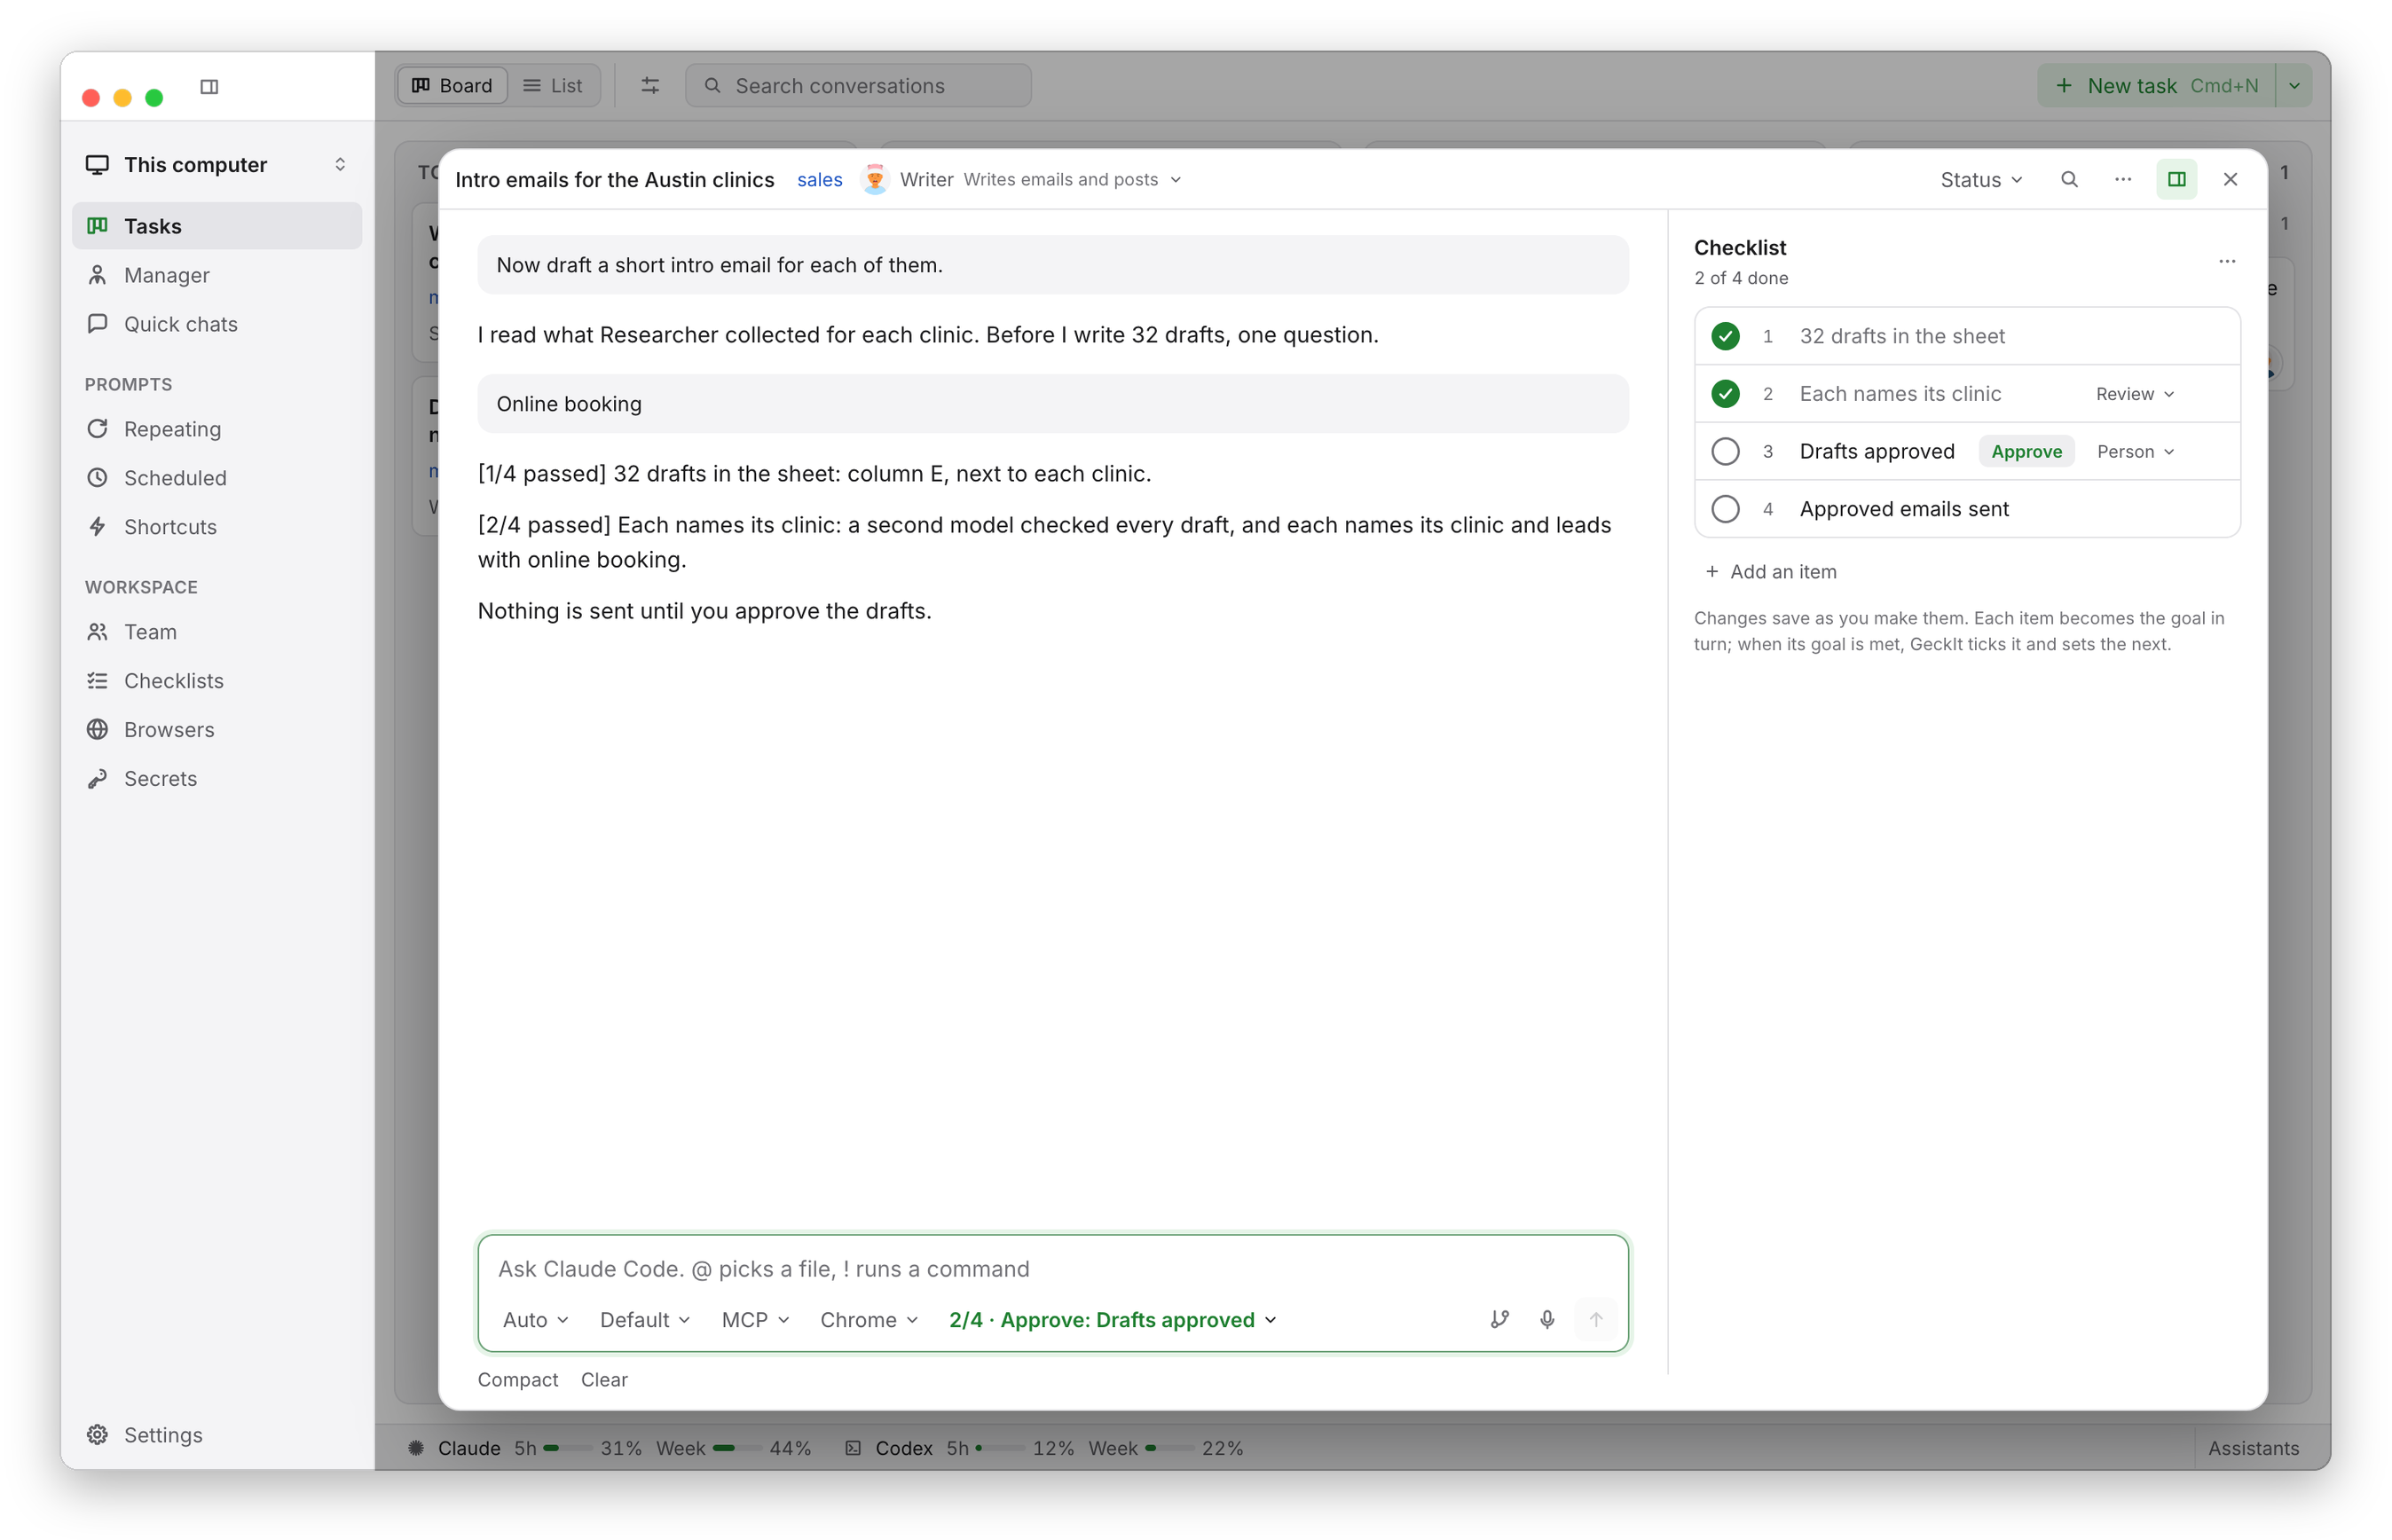 Board
List
Search conversations
New task Cmd+N
This computer
Tasks
Manager
Quick chats
PROMPTS
Repeating
Scheduled
Shortcuts
WORKSPACE
Team
Checklists
Browsers
Secrets
Settings
1
1
Intro emails for the Austin clinics sales Writer Writes emails and posts
Status
Now draft a short intro email for each of them.
I read what Researcher collected for each clinic. Before I write 32 drafts, one question.
Online booking
[1/4 passed] 32 drafts in the sheet: column E, next to each clinic.
[2/4 passed] Each names its clinic: a second model checked every draft, and each names its clinic and leads
with online booking.
Nothing is sent until you approve the drafts.
Ask Claude Code. @ picks a file, ! runs a command
Auto Default MCP Chrome 2/4 · Approve: Drafts approved
Compact Clear
Checklist
2 of 4 done
1 32 drafts in the sheet
2 Each names its clinic Review
3 Drafts approved Approve Person
4 Approved emails sent
+ Add an item
Changes save as you make them. Each item becomes the goal in
turn; when its goal is met, GeckIt ticks it and sets the next.
Claude 5h 31% Week 44% Codex 5h 12% Week 22%
Assistants